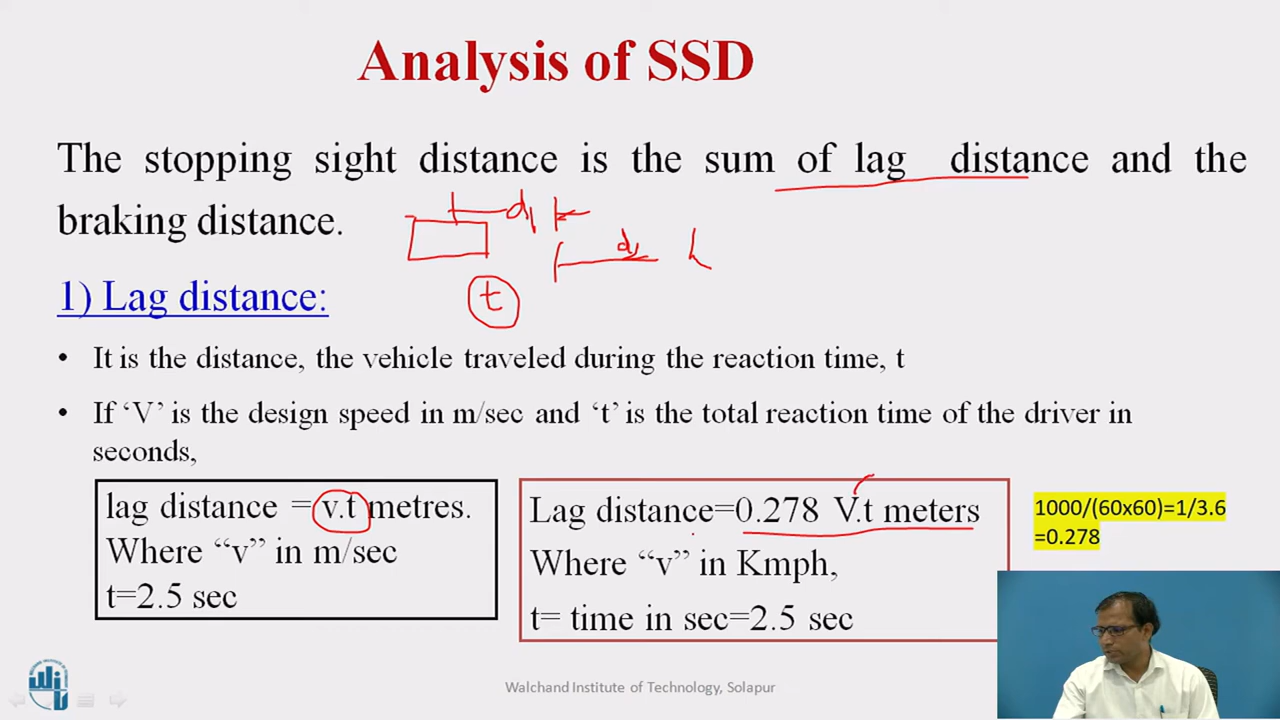 Analysis of SSD
The stopping sight distance is the sum of lag distance and the
braking distance.
d1
d2
t
1) Lag distance:
• It is the distance, the vehicle traveled during the reaction time, t
• If ‘V’ is the design speed in m/sec and ‘t’ is the total reaction time of the driver in
seconds,
lag distance = v.t metres.
Where “v” in m/sec
t=2.5 sec
Lag distance=0.278 V.t meters
Where “v” in Kmph,
t= time in sec=2.5 sec
1000/(60x60)=1/3.6
=0.278
Walchand Institute of Technology, Solapur